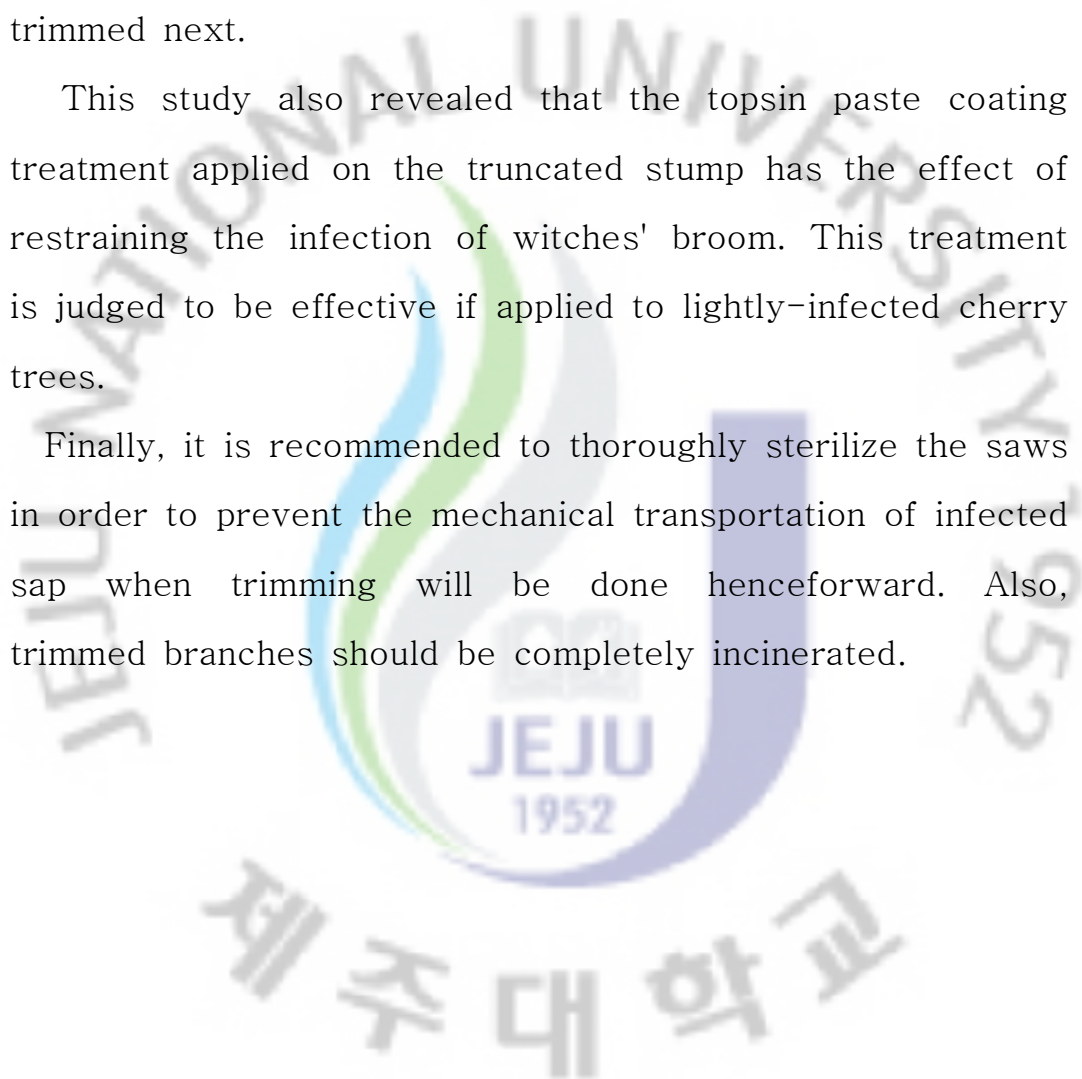 trimmed next.
This study also revealed that the topsin paste coating
treatment applied on the truncated stump has the effect of
restraining the infection of witches' broom. This treatment
is judged to be effective if applied to lightly-infected cherry
trees.
Finally, it is recommended to thoroughly sterilize the saws
in order to prevent the mechanical transportation of infected
sap when trimming will be done henceforward. Also,
trimmed branches should be completely incinerated.
JEJU NATIONAL UNIVERSITY 1952
JEJU
1952
제주대학교